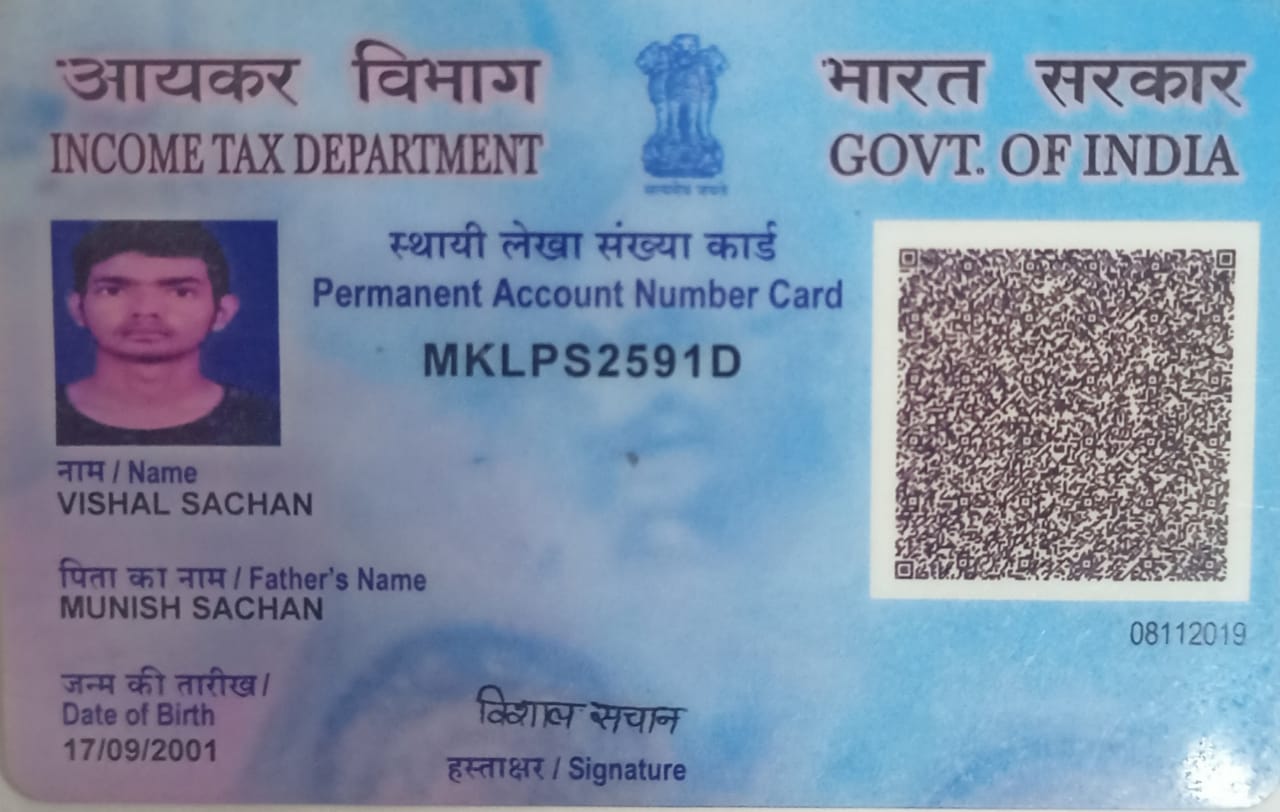 आयकर विभाग
INCOME TAX DEPARTMENT
भारत सरकार
GOVT. OF INDIA
सत्यमेव जयते
स्थायी लेखा संख्या कार्ड
Permanent Account Number Card
MKLPS2591D
नाम / Name
VISHAL SACHAN
पिता का नाम / Father's Name
MUNISH SACHAN
08112019
जन्म की तारीख /
Date of Birth
17/09/2001
विशाल सचान
हस्ताक्षर / Signature